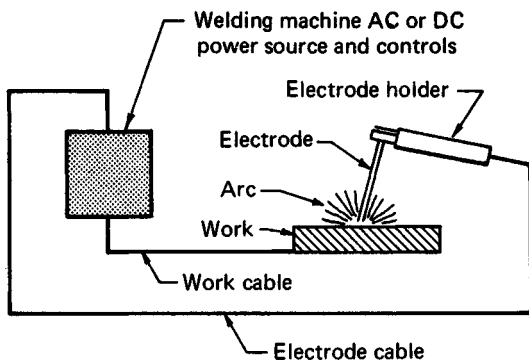 Welding machine AC or DC
power source and controls
Electrode holder
Electrode
Arc
Work
Work cable
Electrode cable